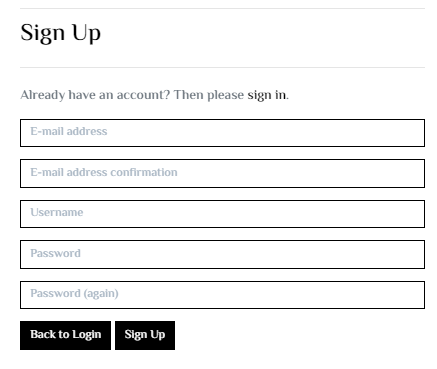 Sign Up
Already have an account? Then please sign in.
E-mail address
E-mail address confirmation
Username
Password
Password (again)
Back to Login Sign Up